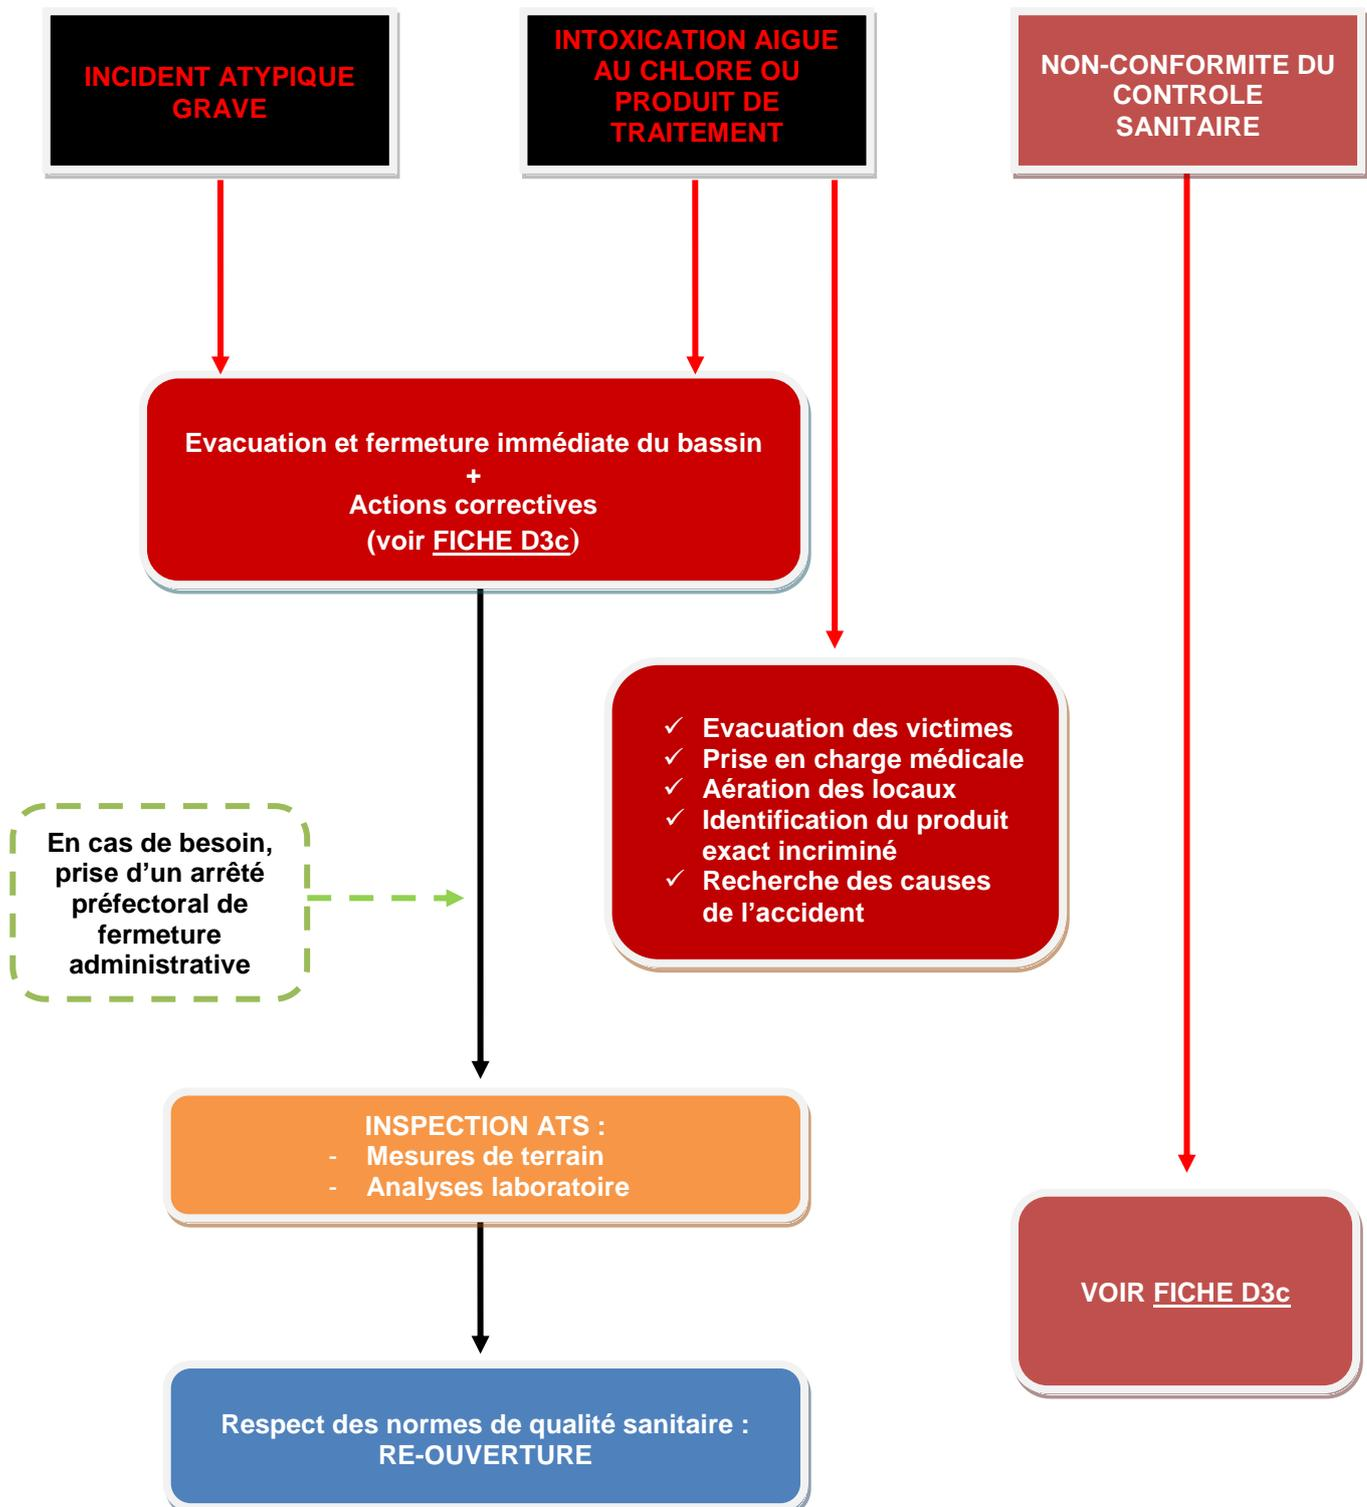 INCIDENT ATYPIQUE
GRAVE
INTOXICATION AIGUE
AU CHLORE OU
PRODUIT DE
TRAITEMENT
NON-CONFORMITE DU
CONTROLE
SANITAIRE
Evacuation et fermeture immédiate du bassin
+
Actions correctives
(voir FICHE D3c)
✓ Evacuation des victimes
✓ Prise en charge médicale
✓ Aération des locaux
✓ Identification du produit
exact incriminé
✓ Recherche des causes
de l’accident
En cas de besoin,
prise d’un arrêté
préfectoral de
fermeture
administrative
INSPECTION ATS :
- Mesures de terrain
- Analyses laboratoire
VOIR FICHE D3c
Respect des normes de qualité sanitaire :
RE-OUVERTURE